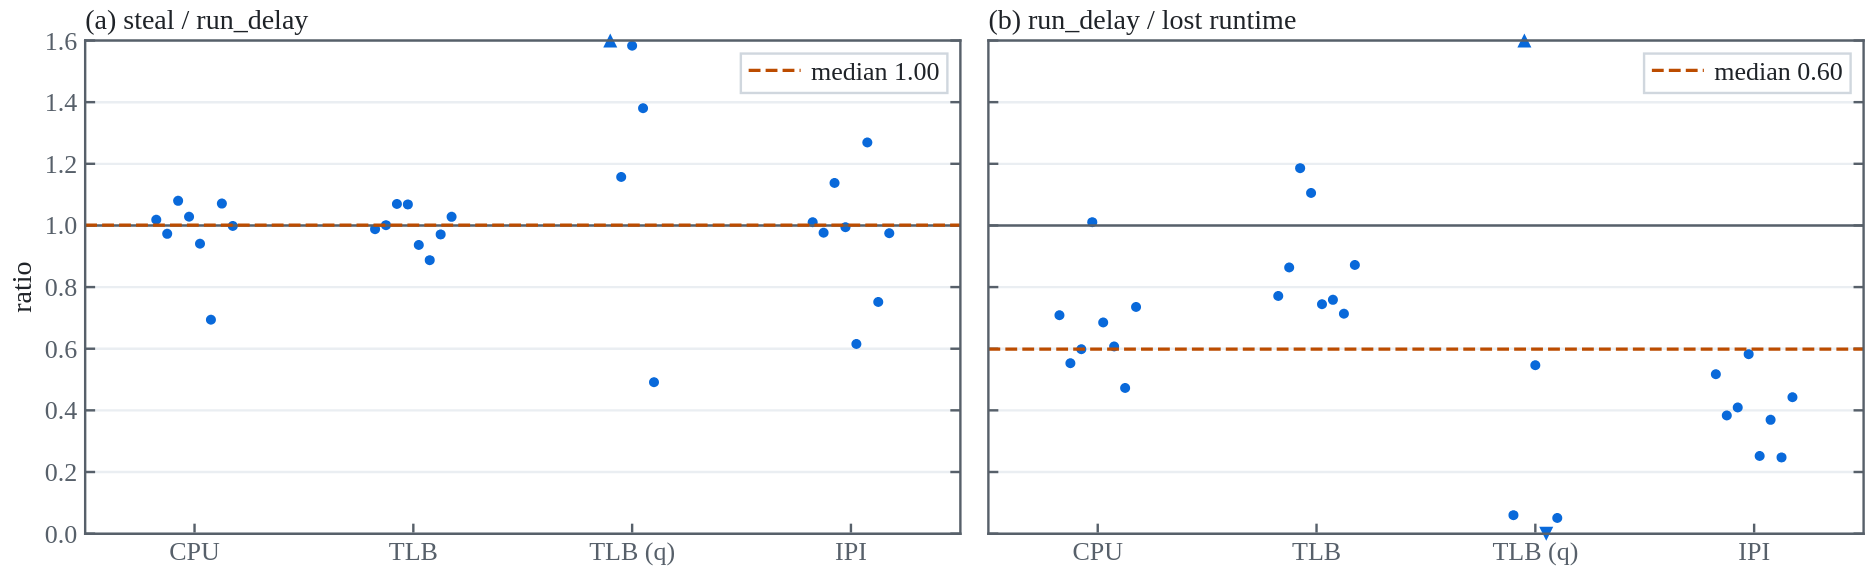 (a) steal / run_delay
(b) run_delay / lost runtime
ratio
1.6
1.4
1.2
1.0
0.8
0.6
0.4
0.2
0.0
median 1.00
median 0.60
CPU
TLB
TLB (q)
IPI
CPU
TLB
TLB (q)
IPI